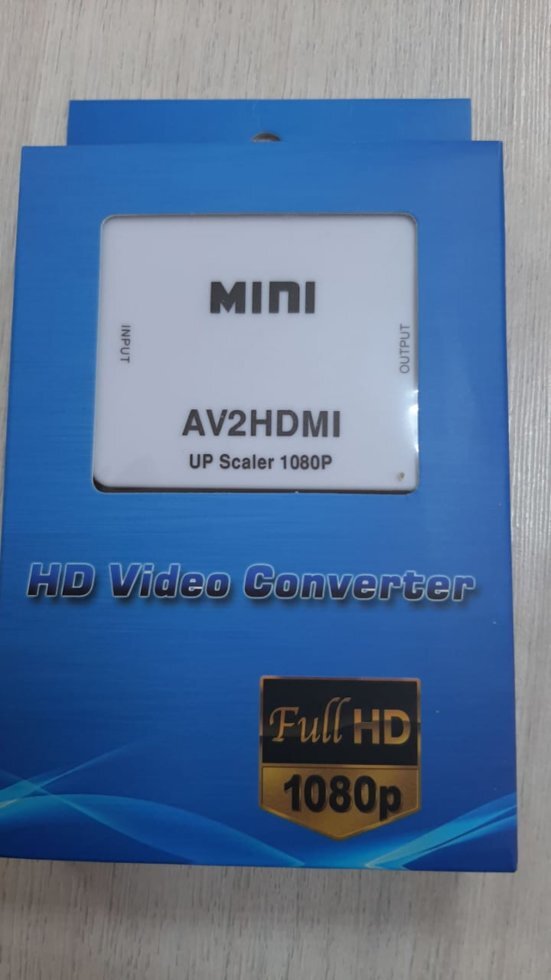 MINI
INPUT
OUTPUT
AV2HDMI
UP Scaler 1080P
HD Video Converter
Full HD
1080p